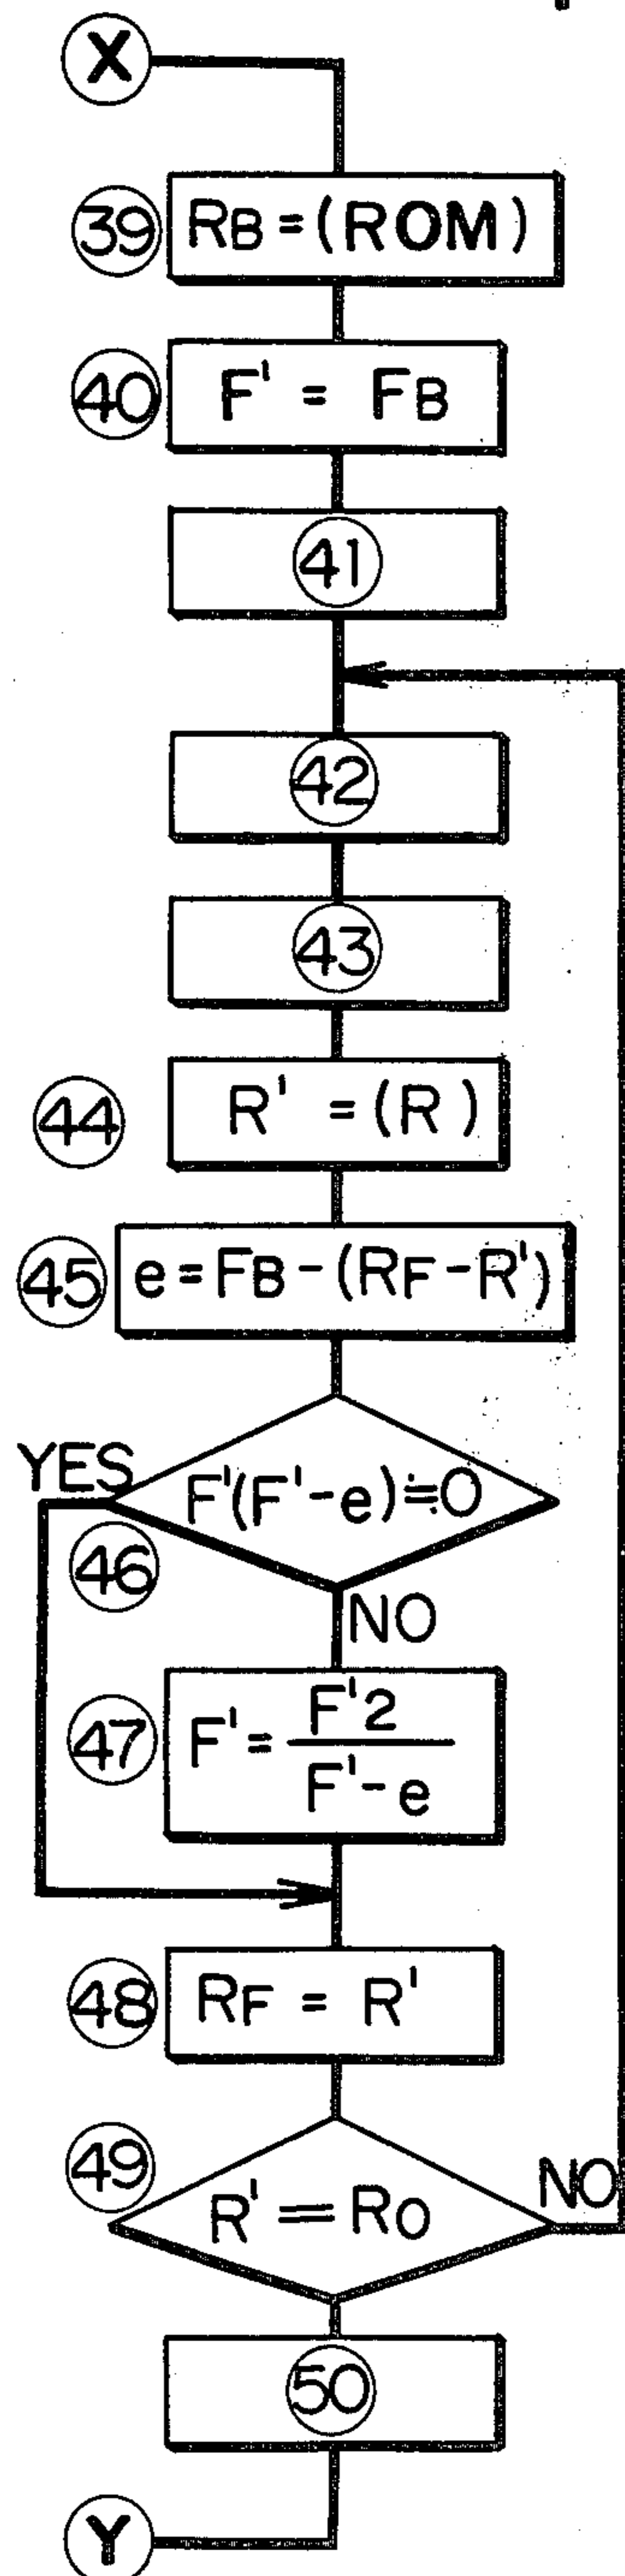 X
39 RB = (ROM)
40 F' = FB
41
42
43
44 R' = (R)
45 e = FB - (RF - R')
YES
F'(F'-e)≒0
46
NO
47 F' = F'2 / F'-e
48 RF = R'
49
R' = RO
NO
50
Y